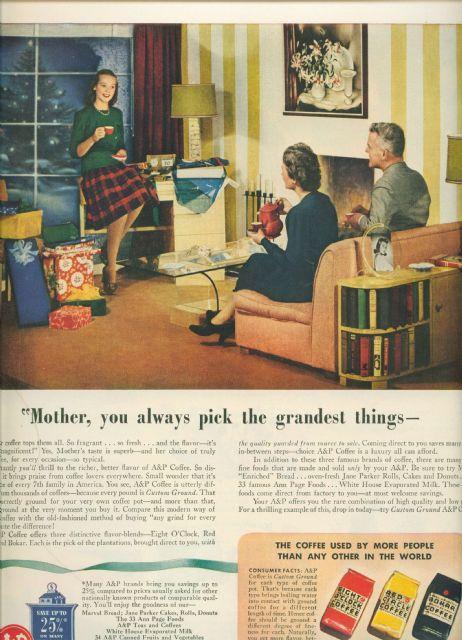 "Mother, you always pick the grandest things—
coffee tops them all. So fragrant . . . so fresh . . . and the flavor—it's
magnificent!" Yes, Mother's taste is superb—and her choice of truly
for every occasion—so typical.
you'll thrill to the richer, better flavor of A&P Coffee. So
it brings praise from coffee lovers everywhere. Small wonder that it's
of every 7th family in America. You see, A&P Coffee is utterly
thousands of coffees—because every pound is Custom Ground. That
correctly ground for your very own coffee pot—and more than that,
ground at the very moment you buy it. Compare this modern way of
coffee with the old-fashioned method of buying "any grind for every
the difference!
Coffee offers three distinctive flavor-blends—Eight O'Clock, Red
Bokar. Each is the pick of the plantations, brought direct to you, with
the quality guarded from source to sale. Coming direct to you saves many
in-between steps—choice A&P Coffee is a luxury all can afford.
In addition to these three famous brands of coffee, there are many
fine foods that are made and sold only by your A&P. Be sure to try
"Enriched" Bread . . . oven-fresh Jane Parker Rolls, Cakes and Donuts
33 famous Ann Page Foods . . . White House Evaporated Milk. These
foods come direct from factory to you—at most welcome savings.
Your A&P offers you the rare combination of high quality and low
For a thrilling example of this, drop in today—try Custom Ground A&P
SAVE UP TO
25%
ON MANY
*Many A&P brands bring you savings up to
25% compared to prices usually asked for other
nationally known products of comparable qual-
ity. You'll enjoy the goodness of our—
Marvel Bread; Jane Parker Cakes, Rolls, Donuts
The 33 Ann Page Foods
A&P Teas and Coffees
White House Evaporated Milk
54 A&P Canned Fruits and Vegetables
THE COFFEE USED BY MORE PEOPLE
THAN ANY OTHER IN THE WORLD
CONSUMER FACTS: A&P
Coffee is Custom Ground
for each type of coffee
pot. That's because each
type brings boiling water
into contact with ground
coffee for a different
length of time. Hence cof-
fee should be ground a
different degree of fine-
ness for each. Naturally,
you get more flavor, bet-
EIGHT O'CLOCK COFFEE
RED CIRCLE COFFEE
BOKAR COFFEE